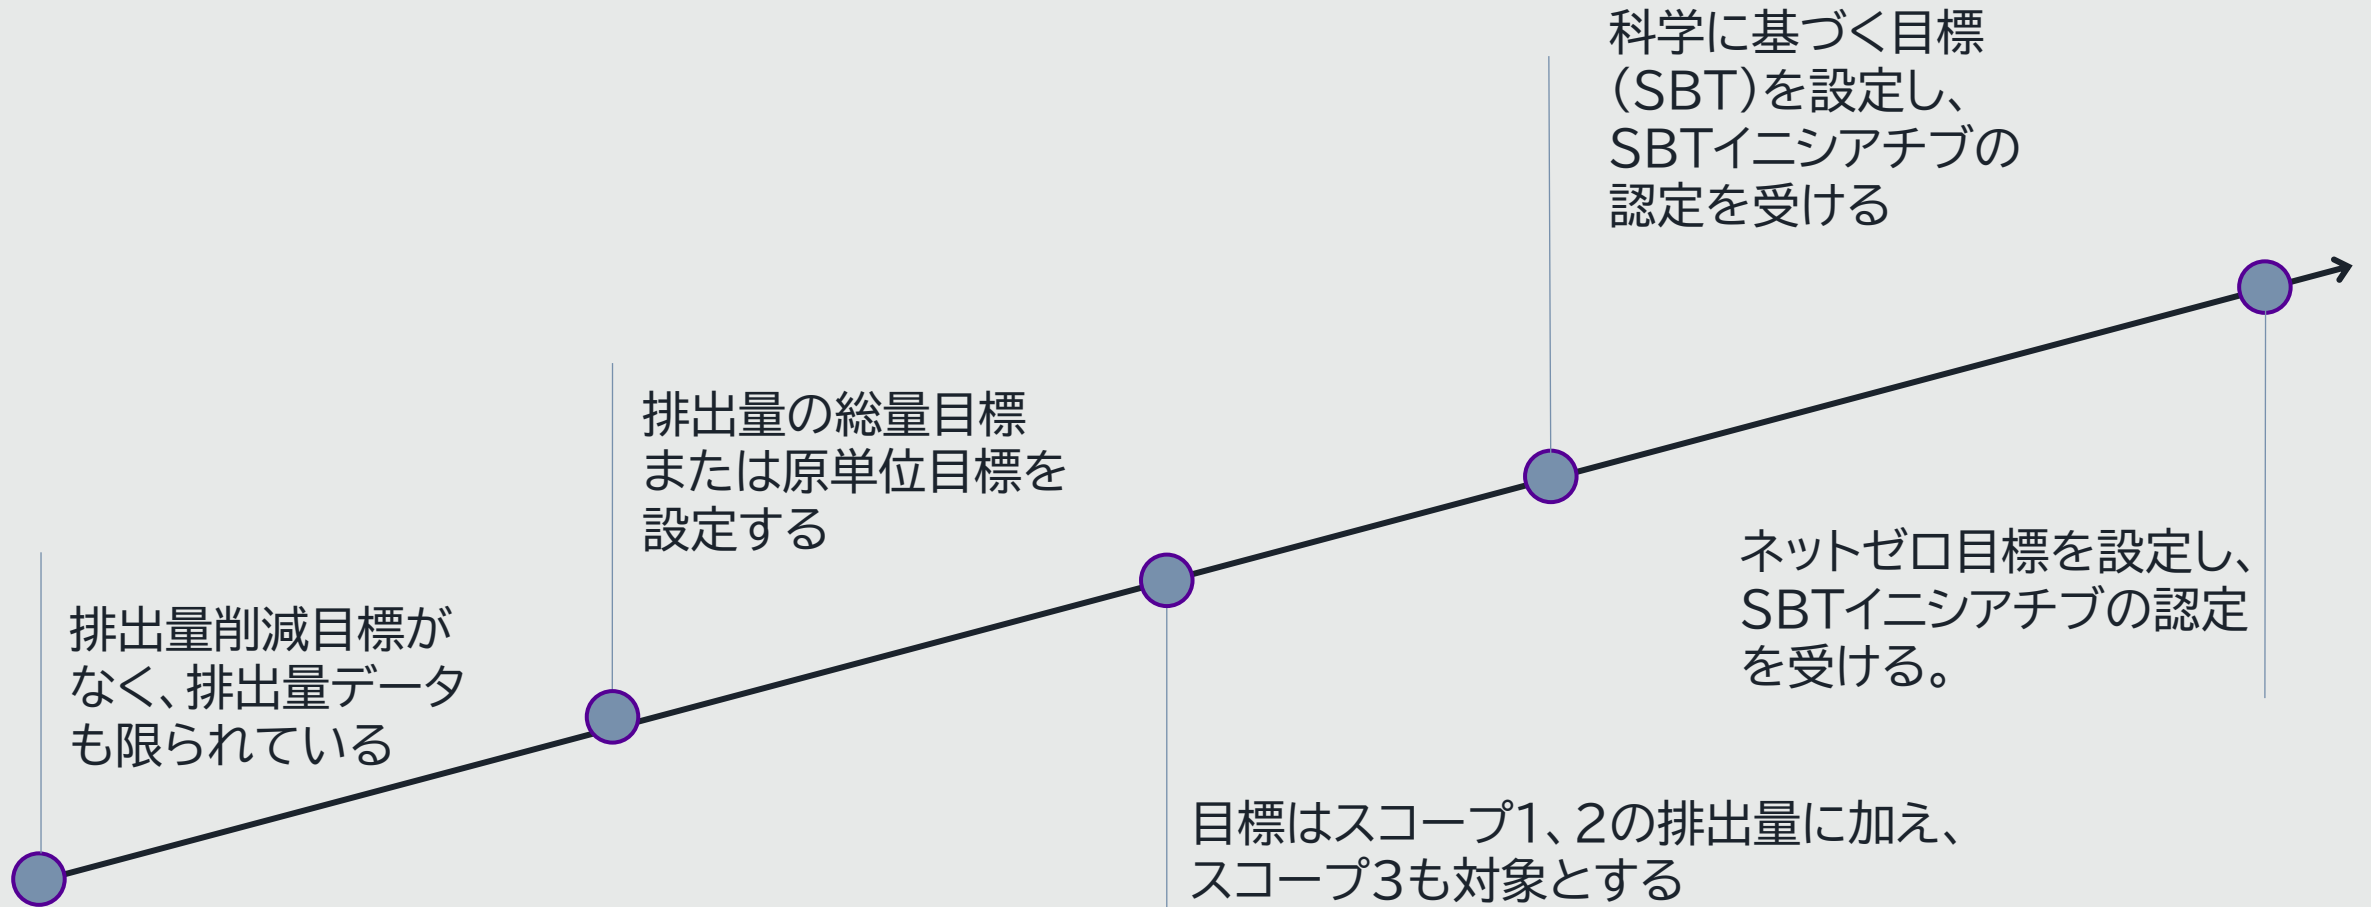 排出量削減目標が
なく、排出量データ
も限られている
排出量の総量目標
または原単位目標を
設定する
目標はスコープ1、2の排出量に加え、
スコープ3も対象とする
科学に基づく目標
（SBT）を設定し、
SBTイニシアチブの
認定を受ける
ネットゼロ目標を設定し、
SBTイニシアチブの認定
を受ける。